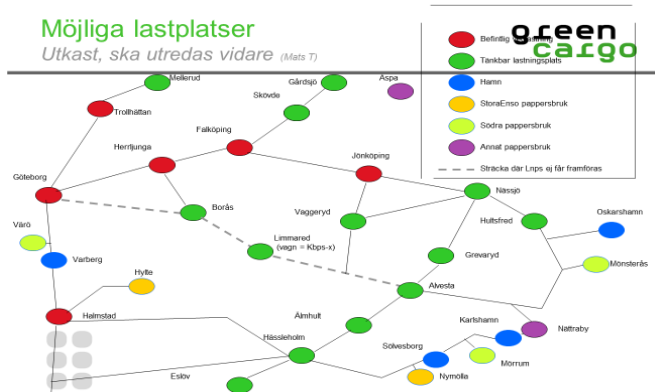 Möjliga lastplatser
Utkast, ska utredas vidare (Mats T)
green
cargo
Befintlig
Tänkbar lastningsplats
Hamn
StoraEnso pappersbruk
Södra pappersbruk
Annat pappersbruk
Sträcka där Lnps ej får framföras
Mellerud
Gårdsjö
Aspa
Skövde
Trollhättan
Falköping
Herrljunga
Jönköping
Göteborg
Nässjö
Borås
Vaggeryd
Hultsfred
Oskarshamn
Värö
Limmared
(vagn = Kbps-x)
Varberg
Grevaryd
Mönsterås
Hylte
Alvesta
Halmstad
Älmhult
Karlshamn
Nättraby
Hässleholm
Sölvesborg
Mörrum
Eslöv
Nymölla